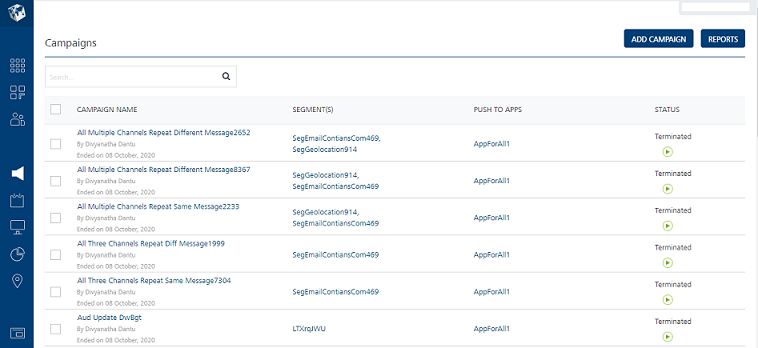 Campaigns
ADD CAMPAIGN REPORTS
Search...
CAMPAIGN NAME SEGMENT(S) PUSH TO APPS STATUS
All Multiple Channels Repeat Different Message2652
By Divyanatha Dantu
Ended on 08 October, 2020
SegEmailContiansCom469,
SegGeolocation914
AppForAll1
Terminated
All Multiple Channels Repeat Different Message8367
By Divyanatha Dantu
Ended on 08 October, 2020
SegGeolocation914,
SegEmailContiansCom469
AppForAll1
Terminated
All Multiple Channels Repeat Same Message2233
By Divyanatha Dantu
Ended on 08 October, 2020
SegGeolocation914,
SegEmailContiansCom469
AppForAll1
Terminated
All Three Channels Repeat Diff Message1999
By Divyanatha Dantu
Ended on 08 October, 2020
SegEmailContiansCom469
AppForAll1
Terminated
All Three Channels Repeat Same Message7304
By Divyanatha Dantu
Ended on 08 October, 2020
SegEmailContiansCom469
AppForAll1
Terminated
Aud Update DwBgt
By Divyanatha Dantu
Ended on 08 October, 2020
LTXrqJWU
AppForAll1
Terminated